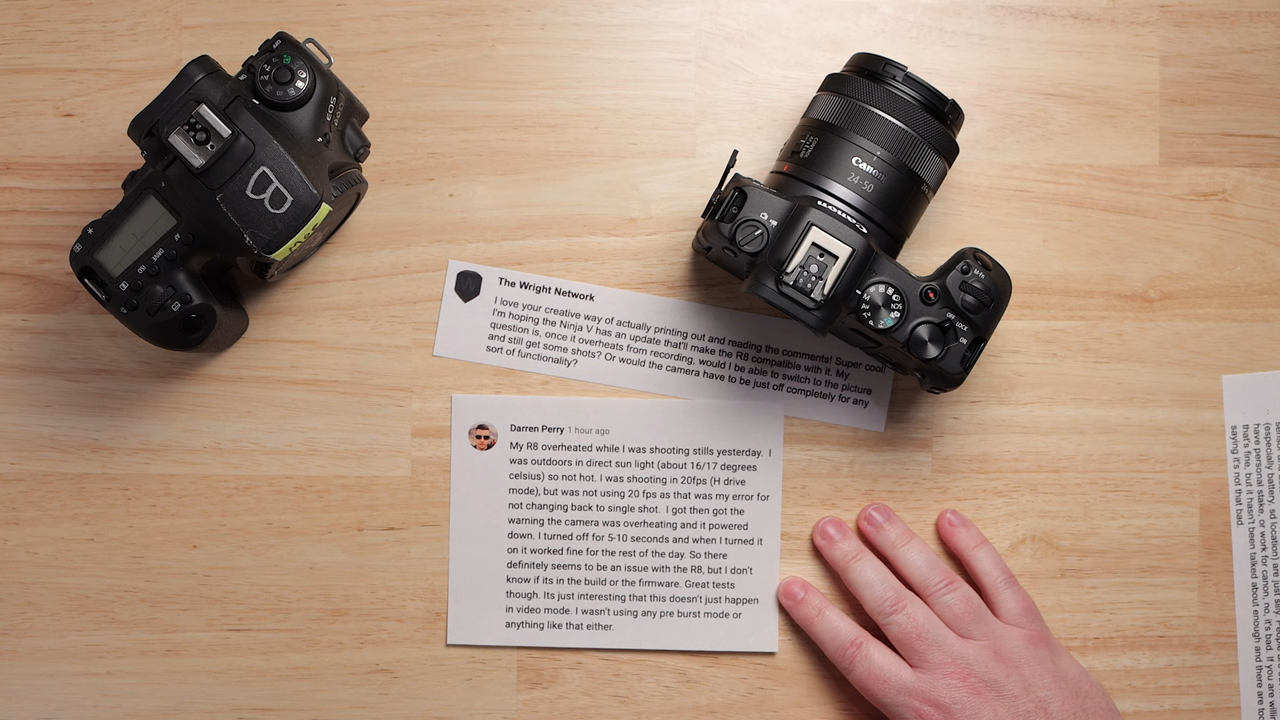 EOS
80D
B
Mac
Canon
24-50
Canon
M-Fn
OFF
LOCK
ON
DRIVE
ISO
AF
The Wright Network
I love your creative way of actually printing out and reading the comments! Super cool!
I'm hoping the Ninja V has an update that'll make the R8 compatible with it. My
question is, once it overheats from recording, would I be able to switch to the picture
and still get some shots? Or would the camera have to be just off completely for any
sort of functionality?
Darren Perry 1 hour ago
My R8 overheated while I was shooting stills yesterday. I
was outdoors in direct sun light (about 16/17 degrees
celsius) so not hot. I was shooting in 20fps (H drive
mode), but was not using 20 fps as that was my error for
not changing back to single shot. I got then got the
warning the camera was overheating and it powered
down. I turned off for 5-10 seconds and when I turned it
on it worked fine for the rest of the day. So there
definitely seems to be an issue with the R8, but I don't
know if its in the build or the firmware. Great tests
though. Its just interesting that this doesn't just happen
in video mode. I wasn't using any pre burst mode or
anything like that either.
(especially battery, sd location) are just silly. People
have personal stake, or work for canon, no, it's bad. If you are willi
that's fine, but it hasn't been talked about enough and there are too
saying it's not that bad.